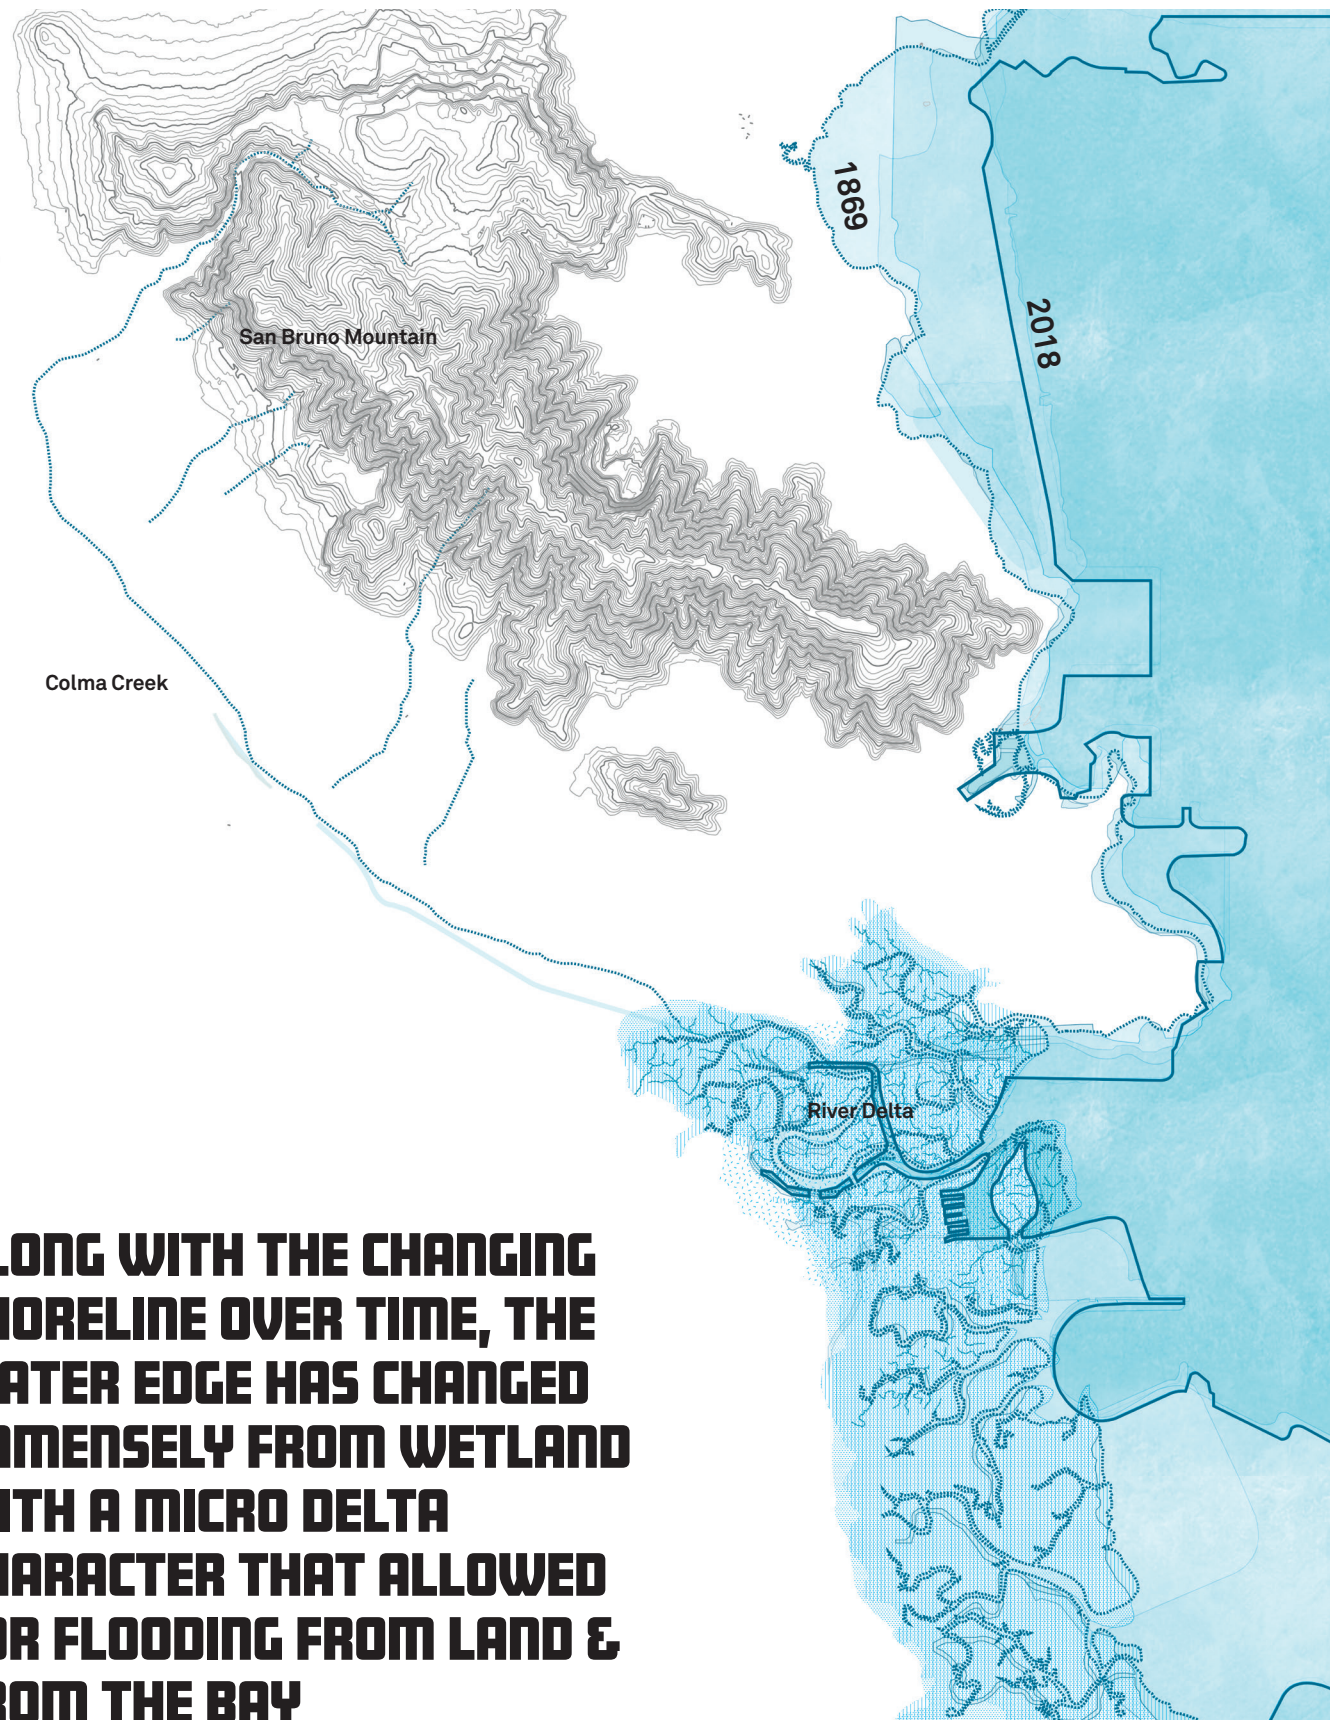 1869
2018
San Bruno Mountain
Colma Creek
River Delta
LONG WITH THE CHANGING
HORELINE OVER TIME, THE
ATER EDGE HAS CHANGED
MMENSELY FROM WETLAND
ITH A MICRO DELTA
HARACTER THAT ALLOWED
OR FLOODING FROM LAND &
ROM THE BAY